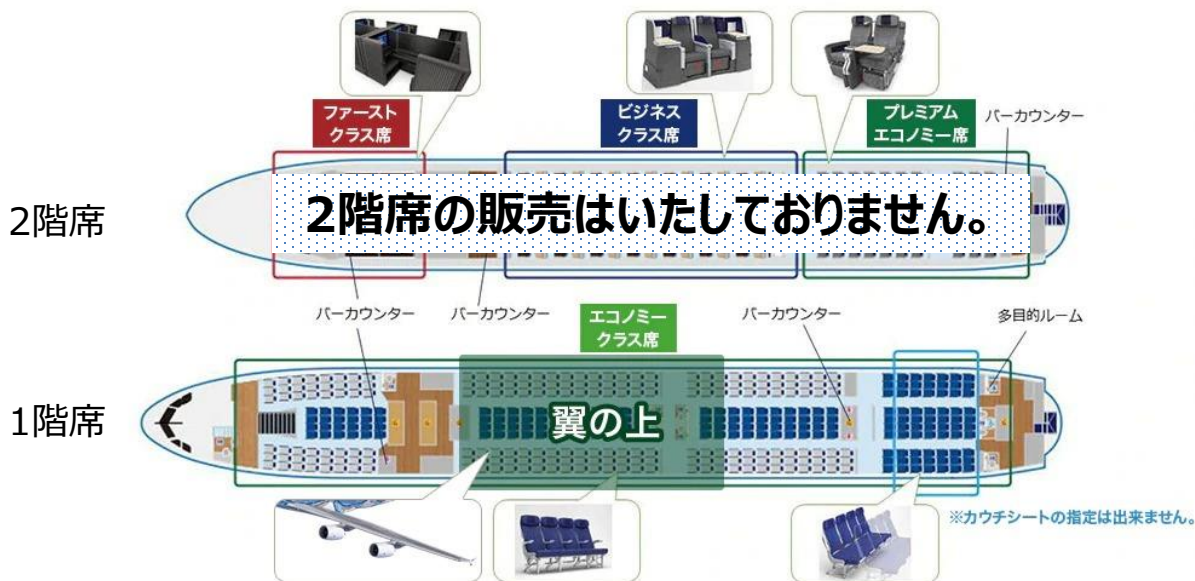 ファースト
クラス席
ビジネス
クラス席
プレミアム
エコノミー席
バーカウンター
2階席
2階席の販売はいたしておりません。
バーカウンター
バーカウンター
エコノミー
クラス席
バーカウンター
多目的ルーム
1階席
翼の上
※カウチシートの指定は出来ません。